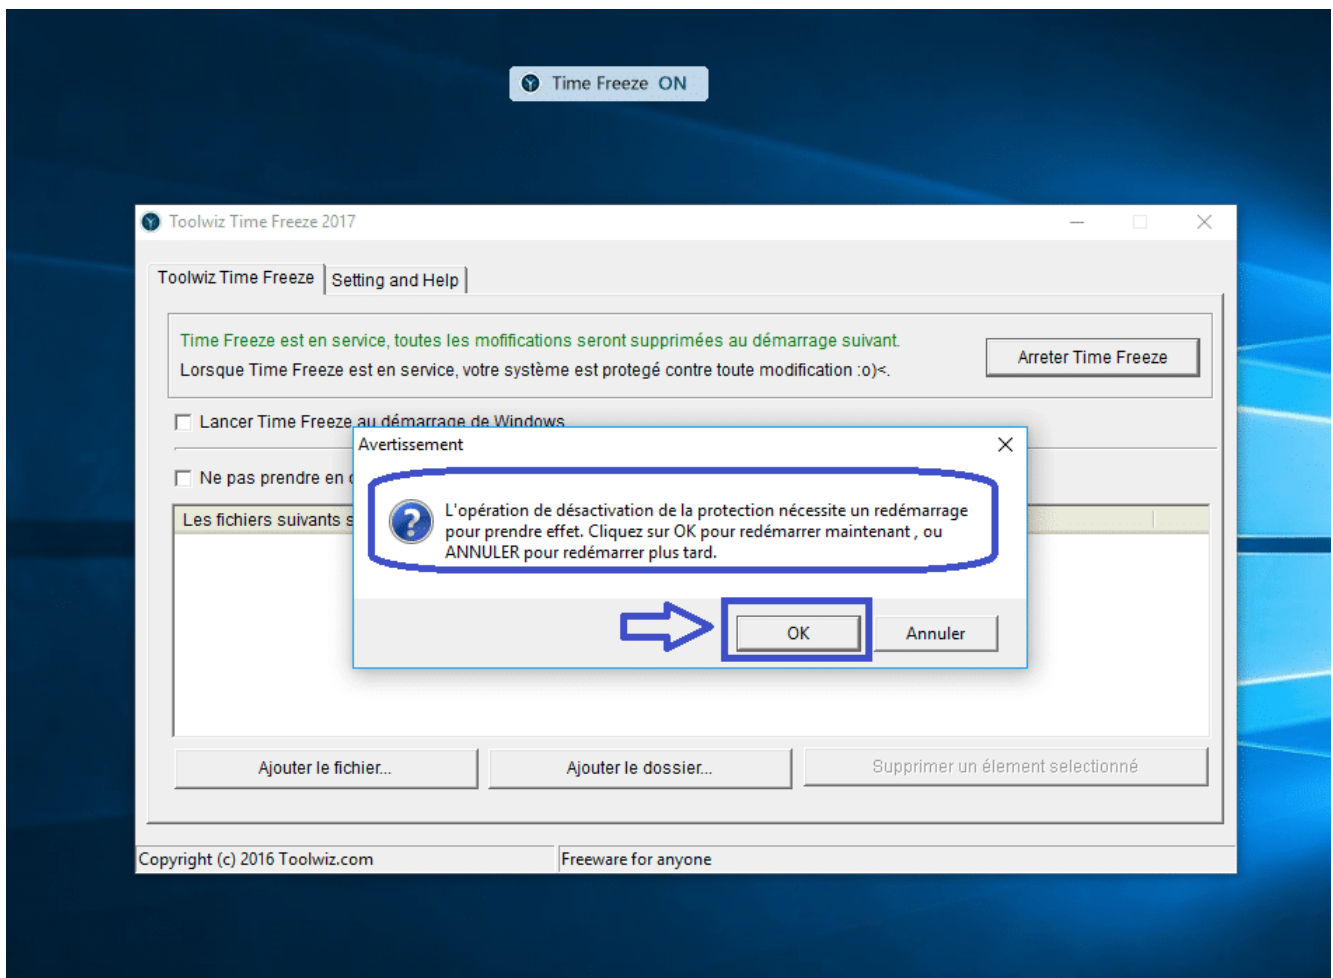 Time Freeze ON
Toolwiz Time Freeze 2017
Toolwiz Time Freeze
Setting and Help
Time Freeze est en service, toutes les mofifications seront supprimées au démarrage suivant.
Lorsque Time Freeze est en service, votre système est protegé contre toute modification :o)<.
Arreter Time Freeze
Lancer Time Freeze au démarrage de Windows
Avertissement
Ne pas prendre en
Les fichiers suivants s
L'opération de désactivation de la protection nécessite un redémarrage
pour prendre effet. Cliquez sur OK pour redémarrer maintenant , ou
ANNULER pour redémarrer plus tard.
OK
Annuler
Ajouter le fichier...
Ajouter le dossier...
Supprimer un élement selectionné
Copyright (c) 2016 Toolwiz.com
Freeware for anyone